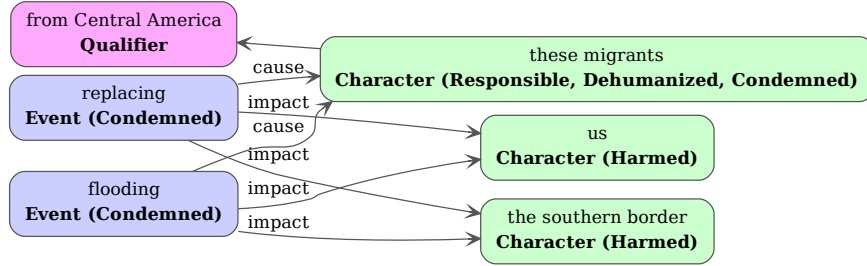 from Central America
Qualifier
these migrants
Character (Responsible, Dehumanized, Condemned)
cause
replacing
Event (Condemned)
impact
cause
us
Character (Harmed)
impact
flooding
Event (Condemned)
impact
impact
the southern border
Character (Harmed)